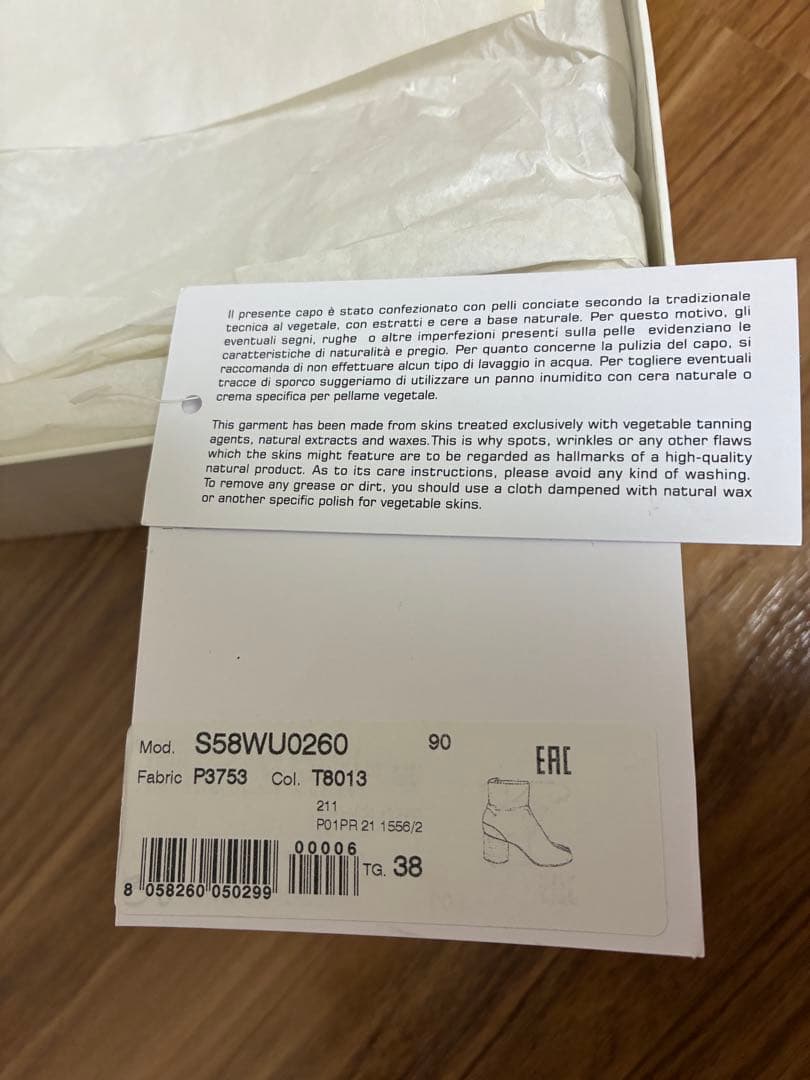 Il presente capo è stato confezionato con pelli conciate secondo la tradizionale
tecnica al vegetale, con estratti e cere a base naturale. Per questo motivo, gli
eventuali segni, rughe o altre imperfezioni presenti sulla pelle evidenziano le
caratteristiche di naturalità e pregio. Per quanto concerne la pulizia del capo, si
raccomanda di non effettuare alcun tipo di lavaggio in acqua. Per togliere eventuali
tracce di sporco suggeriamo di utilizzare un panno inumidito con cera naturale o
crema specifica per pellame vegetale.
This garment has been made from skins treated exclusively with vegetable tanning
agents, natural extracts and waxes.This is why spots, wrinkles or any other flaws
which the skins might feature are to be regarded as hallmarks of a high-quality
natural product. As to its care instructions, please avoid any kind of washing.
To remove any grease or dirt, you should use a cloth dampened with natural wax
or another specific polish for vegetable skins.
Mod. S58WU0260 90 EAC
Fabric P3753 Col. T8013
211
P01PR 21 1556/2
00006
TG. 38
8 058260 050299